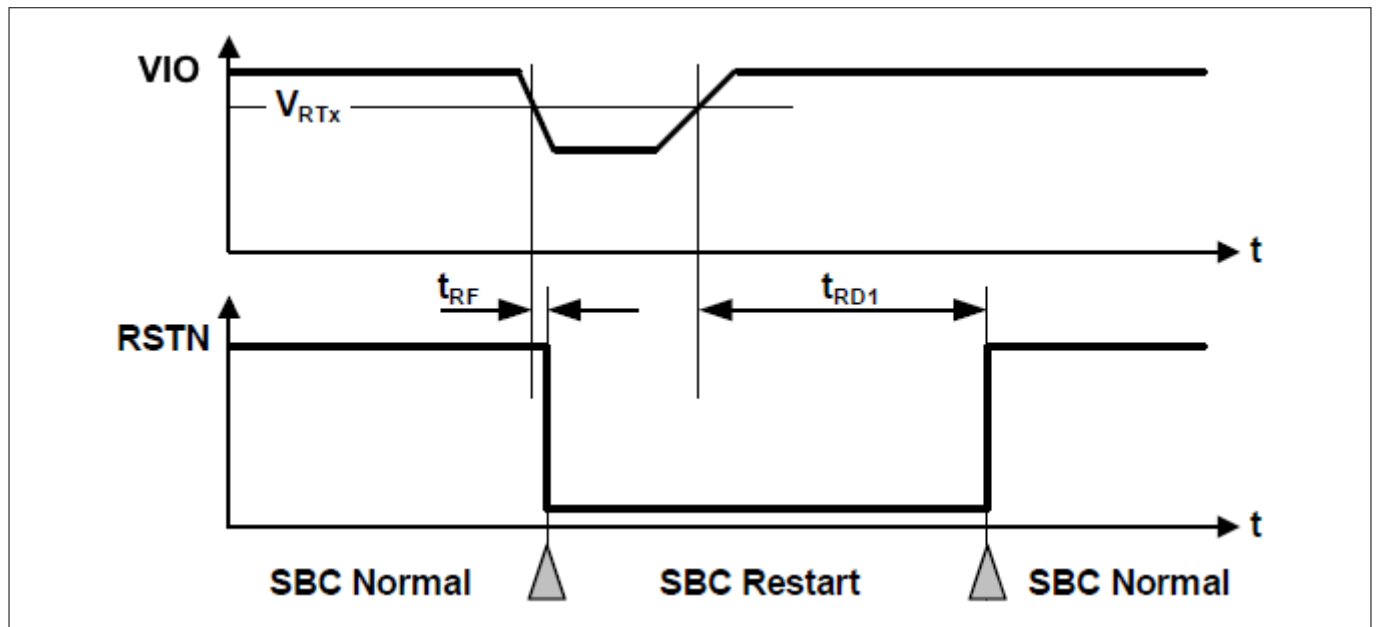 VIO
VRTx
t
tRF
tRD1
RSTN
t
SBC Normal SBC Restart SBC Normal